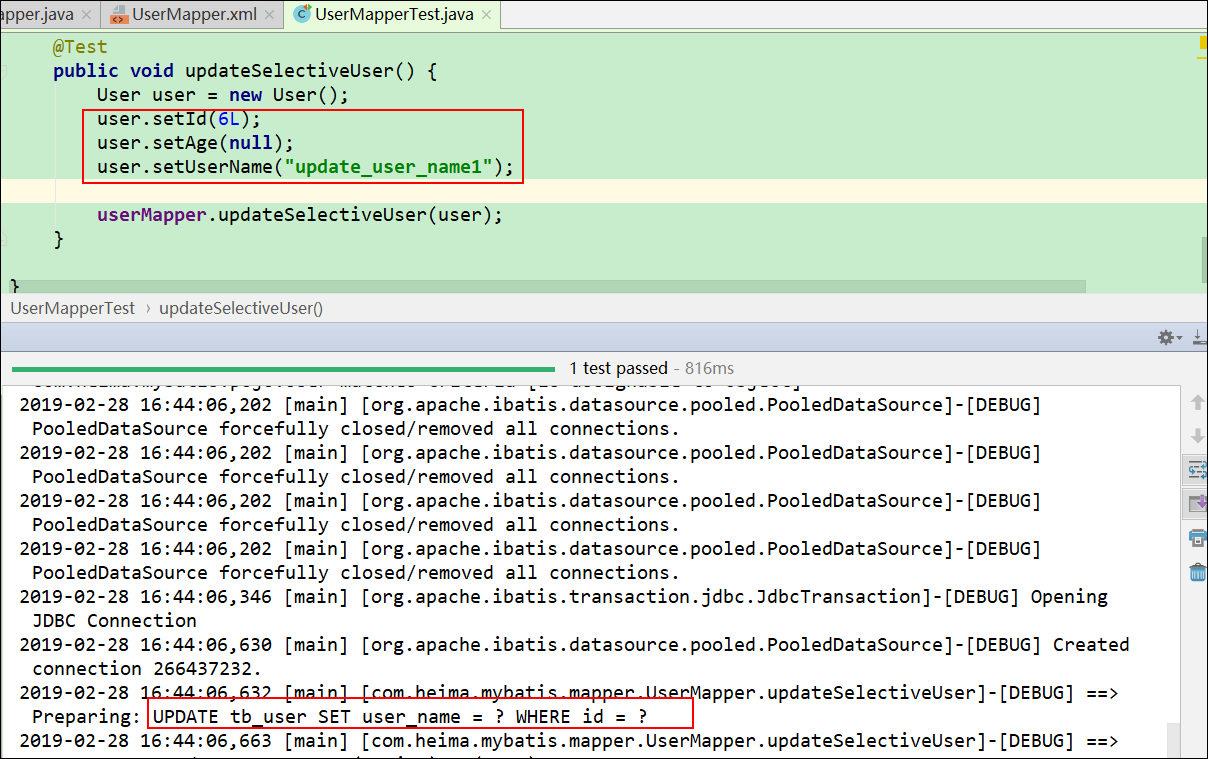 apper.java
UserMapper.xml
UserMapperTest.java
@Test
public void updateSelectiveUser() {
User user = new User();
user.setId(6L);
user.setAge(null);
user.setUserName("update_user_name1");
userMapper.updateSelectiveUser(user);
}
}
UserMapperTest › updateSelectiveUser()
1 test passed - 816ms
2019-02-28 16:44:06,202 [main] [org.apache.ibatis.datasource.pooled.PooledDataSource]-[DEBUG]
PooledDataSource forcefully closed/removed all connections.
2019-02-28 16:44:06,202 [main] [org.apache.ibatis.datasource.pooled.PooledDataSource]-[DEBUG]
PooledDataSource forcefully closed/removed all connections.
2019-02-28 16:44:06,202 [main] [org.apache.ibatis.datasource.pooled.PooledDataSource]-[DEBUG]
PooledDataSource forcefully closed/removed all connections.
2019-02-28 16:44:06,202 [main] [org.apache.ibatis.datasource.pooled.PooledDataSource]-[DEBUG]
PooledDataSource forcefully closed/removed all connections.
2019-02-28 16:44:06,346 [main] [org.apache.ibatis.transaction.jdbc.JdbcTransaction]-[DEBUG] Opening
JDBC Connection
2019-02-28 16:44:06,630 [main] [org.apache.ibatis.datasource.pooled.PooledDataSource]-[DEBUG] Created
connection 266437232.
2019-02-28 16:44:06,632 [main] [com.heima.mybatis.mapper.UserMapper.updateSelectiveUser]-[DEBUG] ==>
Preparing: UPDATE tb_user SET user_name = ? WHERE id = ?
2019-02-28 16:44:06,663 [main] [com.heima.mybatis.mapper.UserMapper.updateSelectiveUser]-[DEBUG] ==>